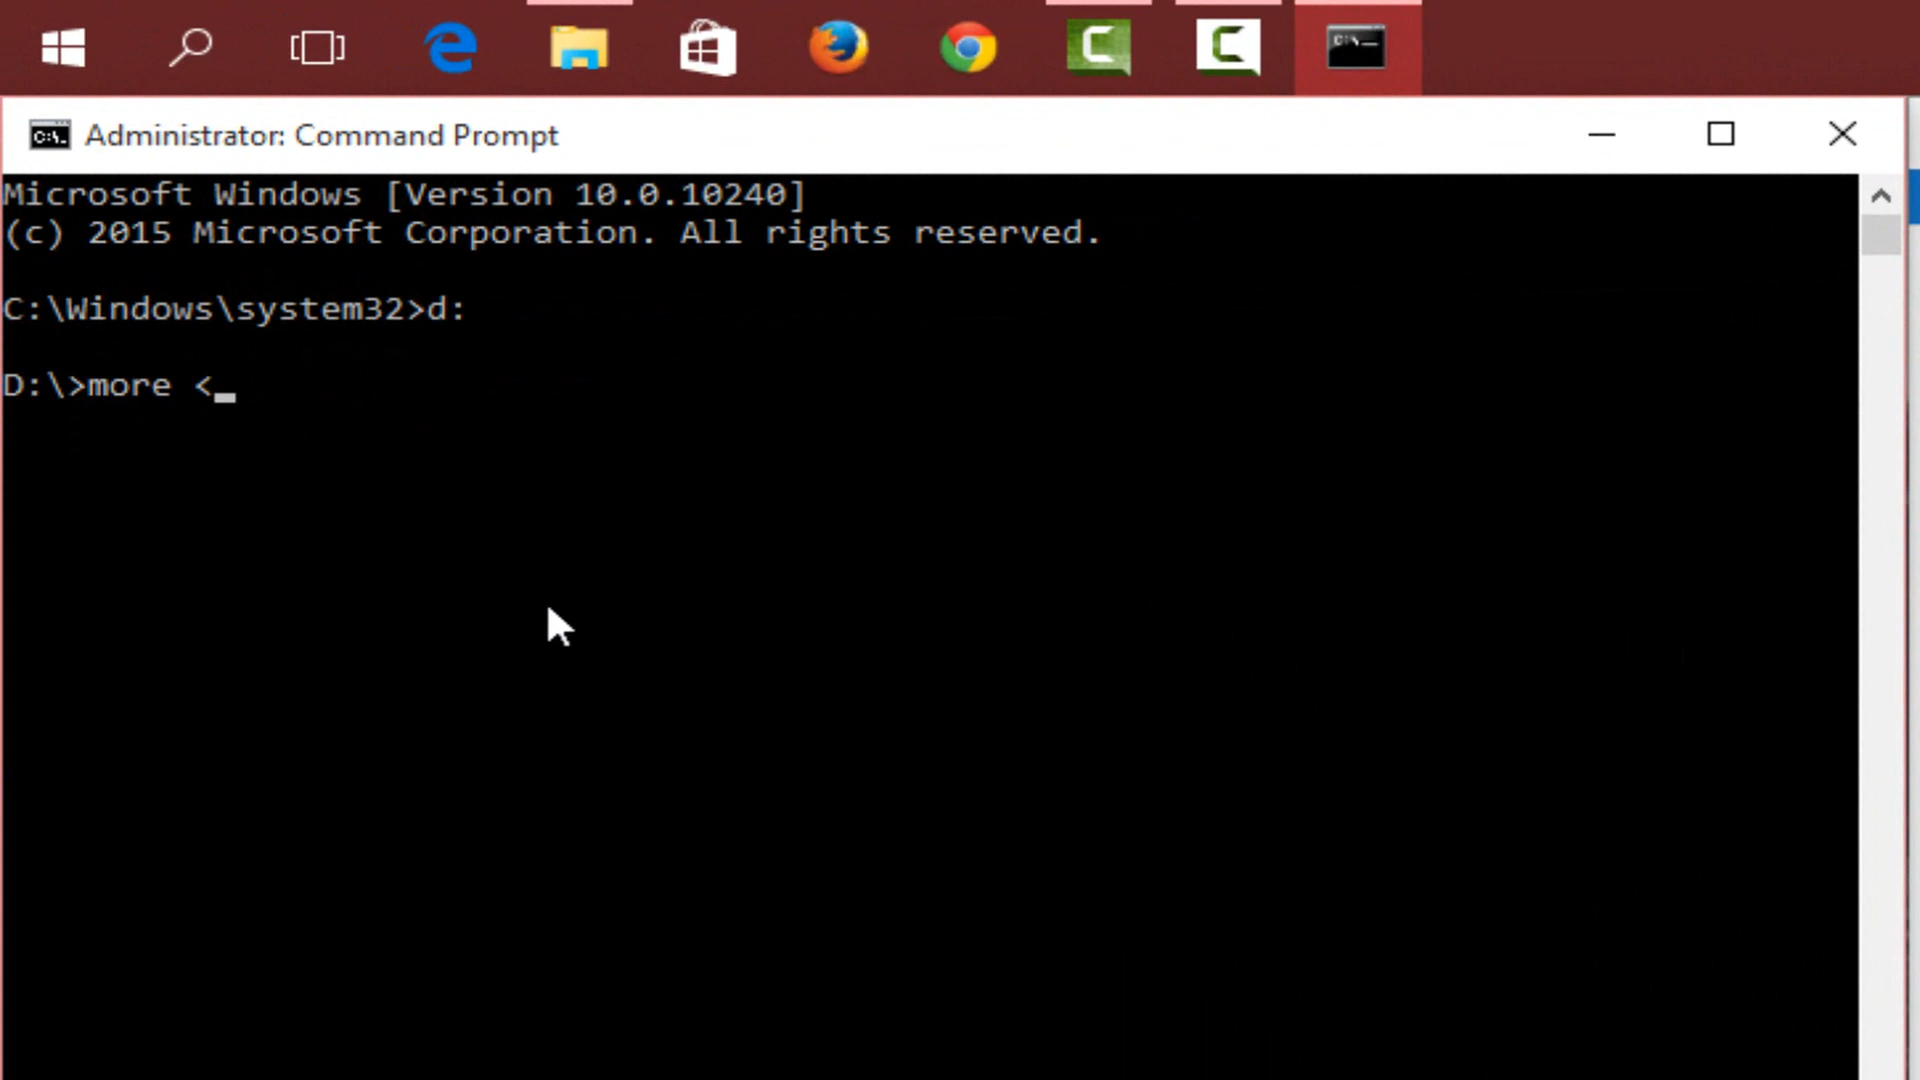 Administrator: Command Prompt
Microsoft Windows [Version 10.0.10240]
(c) 2015 Microsoft Corporation. All rights reserved.
C:\Windows\system32>d:
D:\>more <